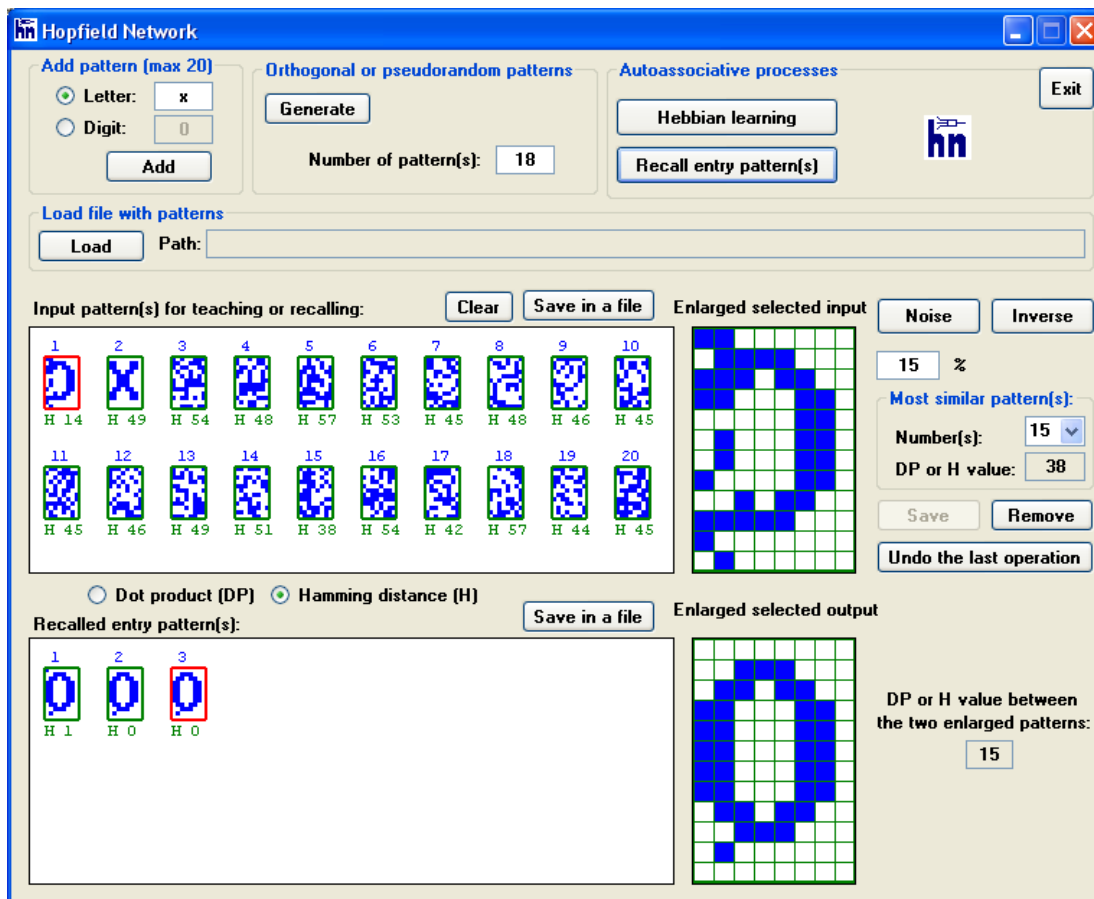 hn Hopfield Network
Add pattern (max 20)
Letter: x
Digit: 0
Add
Orthogonal or pseudorandom patterns
Generate
Number of pattern(s): 18
Autoassociative processes
Hebbian learning
Recall entry pattern(s)
hn
Exit
Load file with patterns
Load Path:
Input pattern(s) for teaching or recalling: Clear Save in a file
1 2 3 4 5 6 7 8 9 10
H 14 H 49 H 54 H 48 H 57 H 53 H 45 H 48 H 46 H 45
11 12 13 14 15 16 17 18 19 20
H 45 H 46 H 49 H 51 H 38 H 54 H 42 H 57 H 44 H 45
Enlarged selected input
Noise Inverse
15 %
Most similar pattern(s):
Number(s): 15
DP or H value: 38
Save Remove
Undo the last operation
Dot product (DP) Hamming distance (H)
Recalled entry pattern(s): Save in a file
1 2 3
H 1 H 0 H 0
Enlarged selected output
DP or H value between
the two enlarged patterns:
15